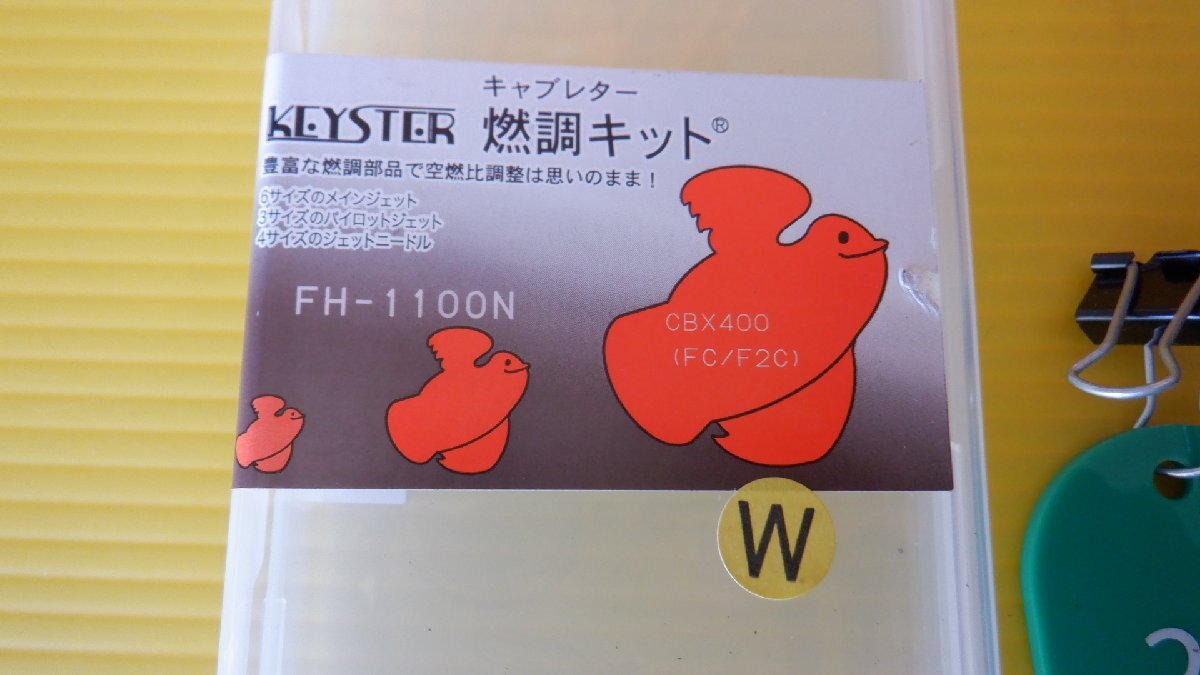 キャブレター
KEYSTER 燃調キット®
豊富な燃調部品で空燃比調整は思いのまま！
6サイズのメインジェット
3サイズのパイロットジェット
4サイズのジェットニードル
FH-1100N
CBX400
(FC/F2C)
W
2